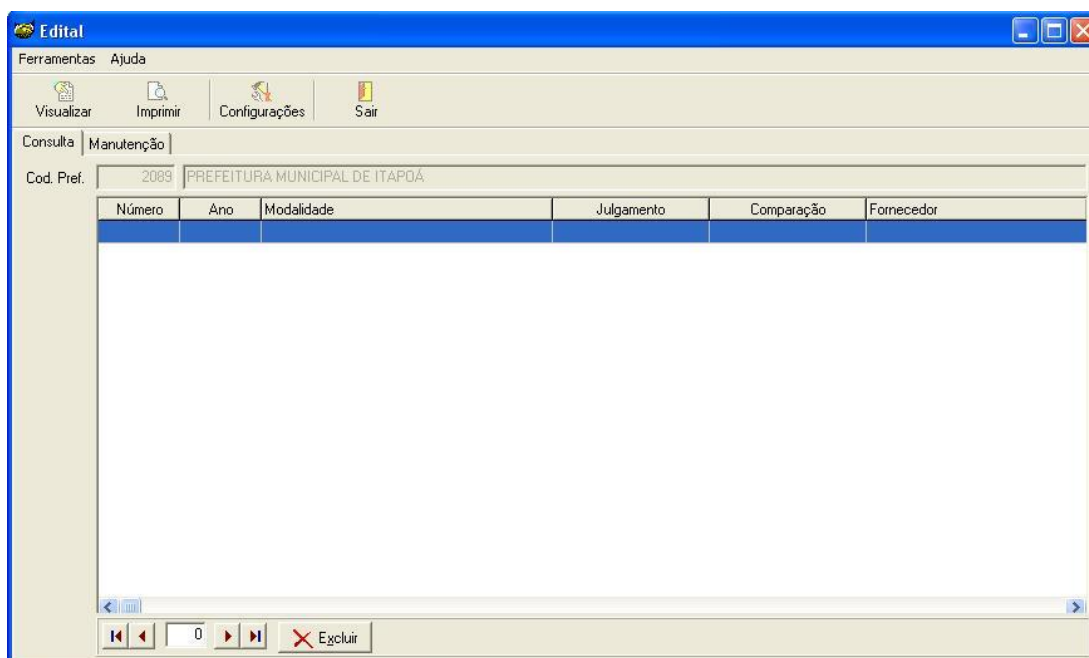 Edital
Ferramentas Ajuda
Visualizar Imprimir Configurações Sair
Consulta Manutenção
Cod. Pref. 2089 PREFEITURA MUNICIPAL DE ITAPOÁ
Número Ano Modalidade Julgamento Comparação Fornecedor
0 Excluir